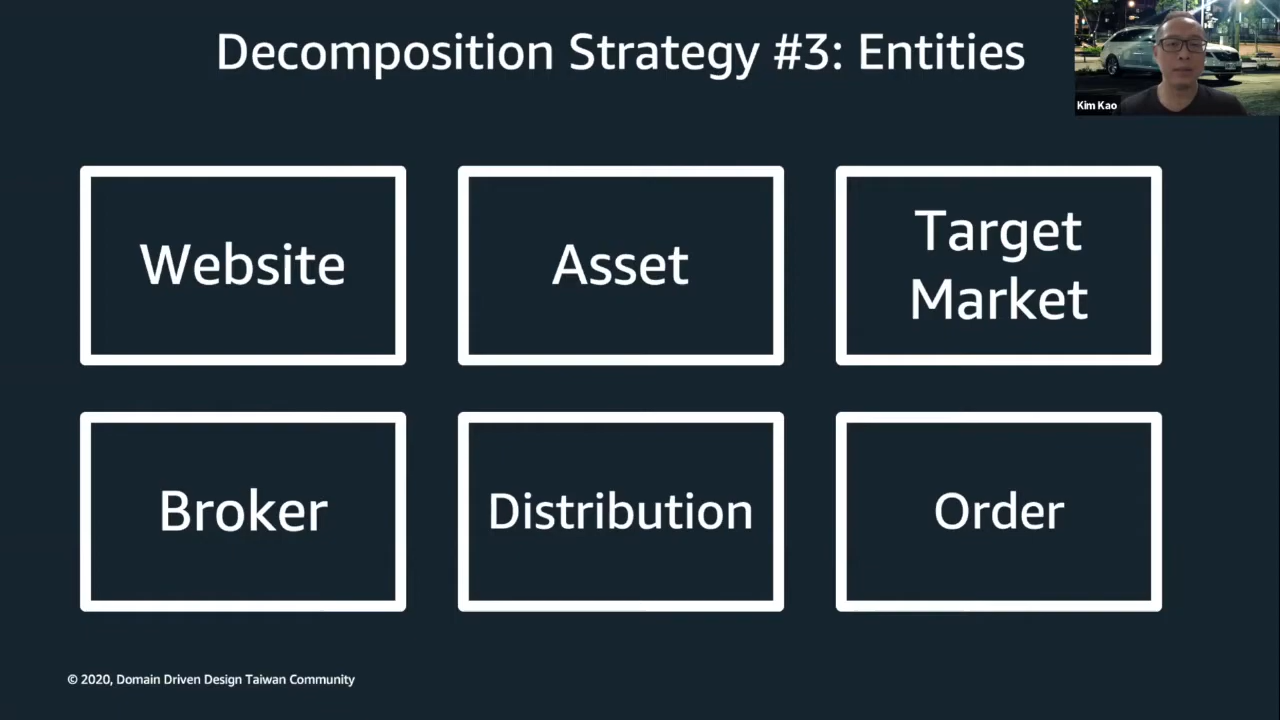 Decomposition Strategy #3: Entities
Kim Kao
Website
Asset
Target
Market
Broker
Distribution
Order
© 2020, Domain Driven Design Taiwan Community